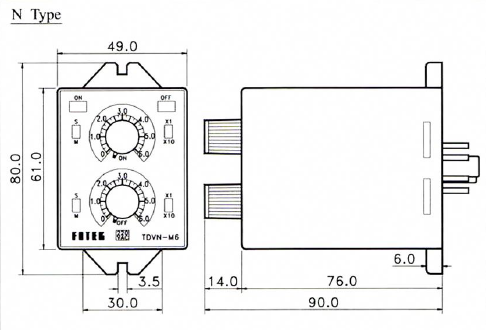 N Type
49.0
ON OFF
3.0
2.0 4.0
1.0 5.0
0 6.0
ON
S X1
M X10
3.0
2.0 4.0
1.0 5.0
0 6.0
OFF
S X1
M X10
FOTEK TDVN-M6
80.0
61.0
3.5
30.0
6.0
14.0 76.0
90.0